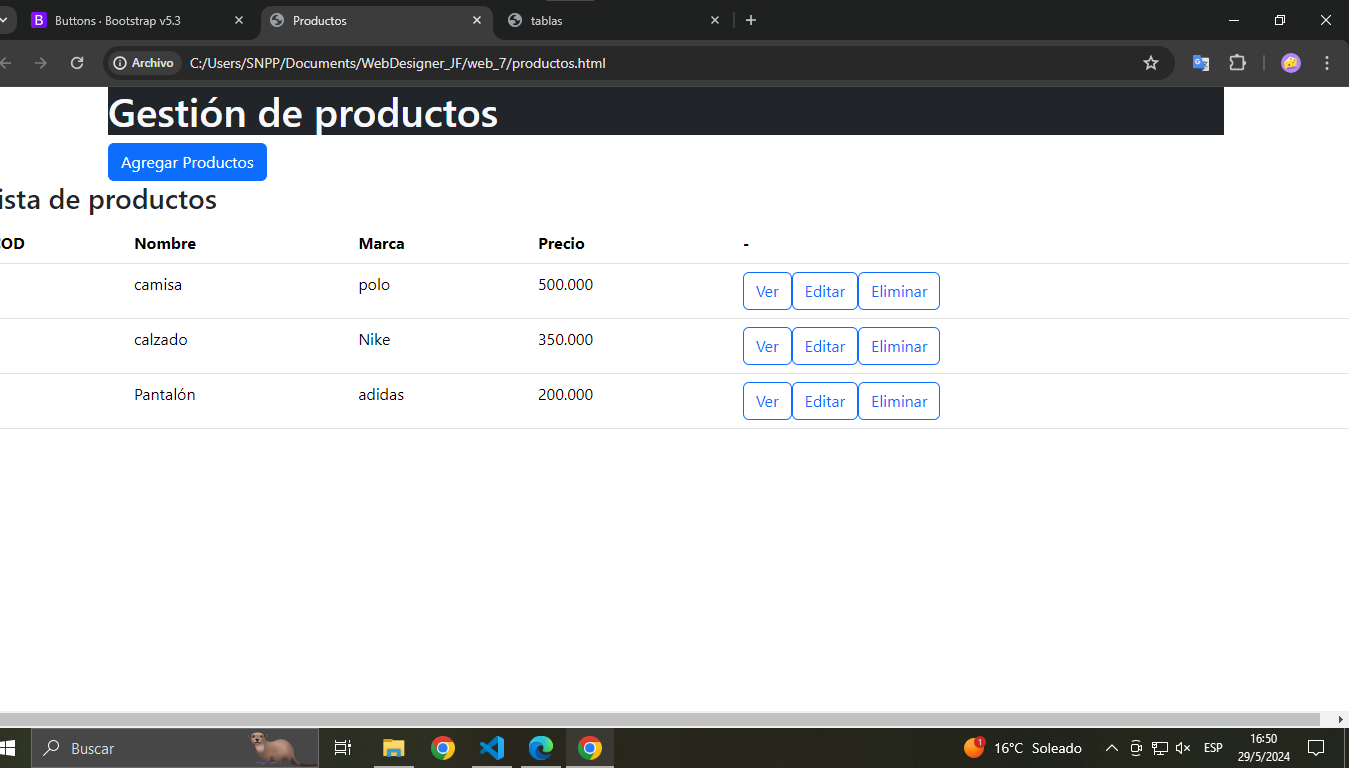 B Buttons · Bootstrap v5.3
Productos
tablas
Archivo C:/Users/SNPP/Documents/WebDesigner_JF/web_7/productos.html
Gestión de productos
Agregar Productos
ista de productos
OD Nombre Marca Precio -
camisa polo 500.000 Ver Editar Eliminar
calzado Nike 350.000 Ver Editar Eliminar
Pantalón adidas 200.000 Ver Editar Eliminar
Buscar
1
16°C Soleado
ESP
16:50
29/5/2024